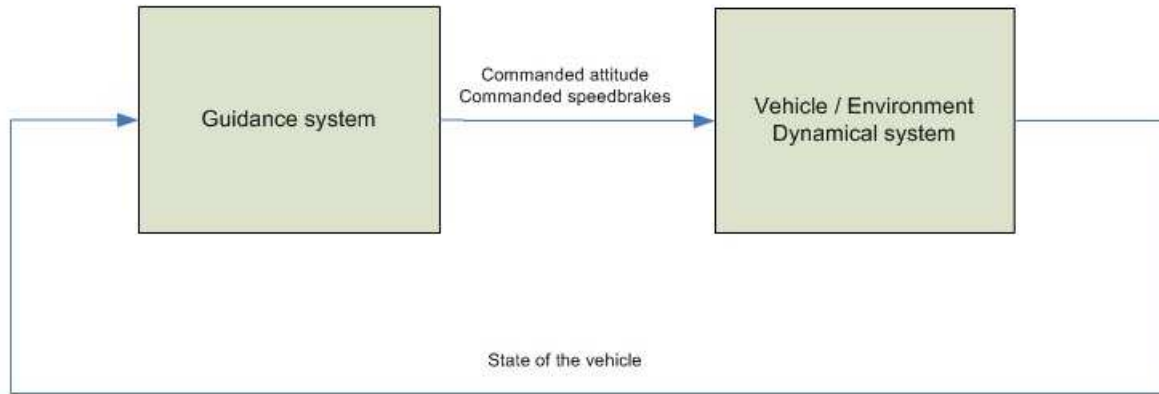 Guidance system
Commanded attitude
Commanded speedbrakes
Vehicle / Environment
Dynamical system
State of the vehicle